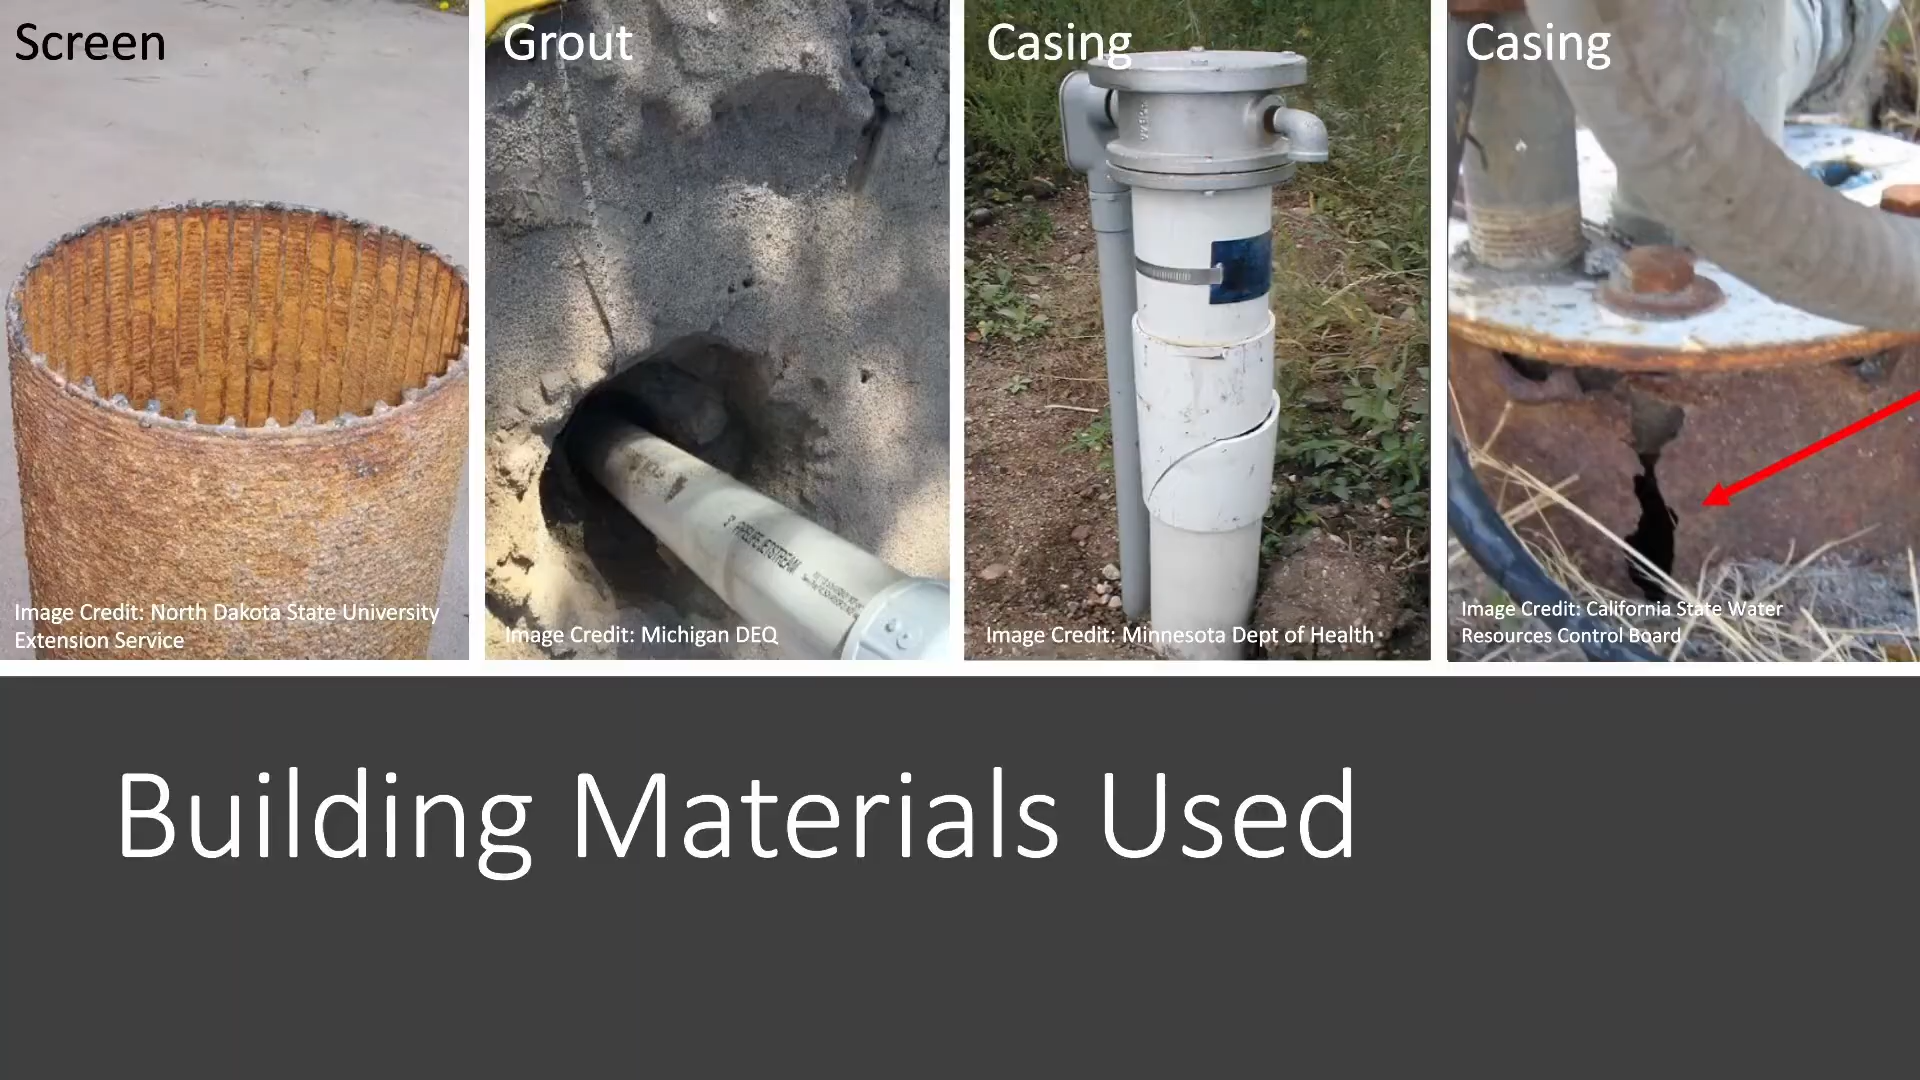 Screen
Grout
Casing
Casing
Image Credit: North Dakota State University
Extension Service
Image Credit: Michigan DEQ
Image Credit: Minnesota Dept of Health
Image Credit: California State Water
Resources Control Board
Building Materials Used